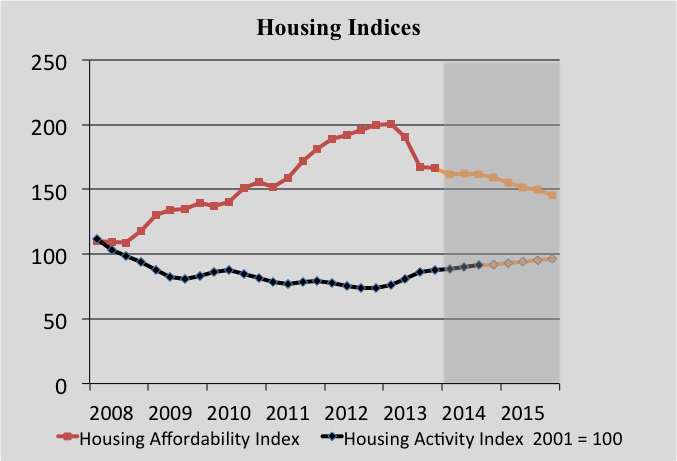 Housing Indices
250
200
150
100
50
0
2008 2009 2010 2011 2012 2013 2014 2015
Housing Affordability Index Housing Activity Index 2001 = 100